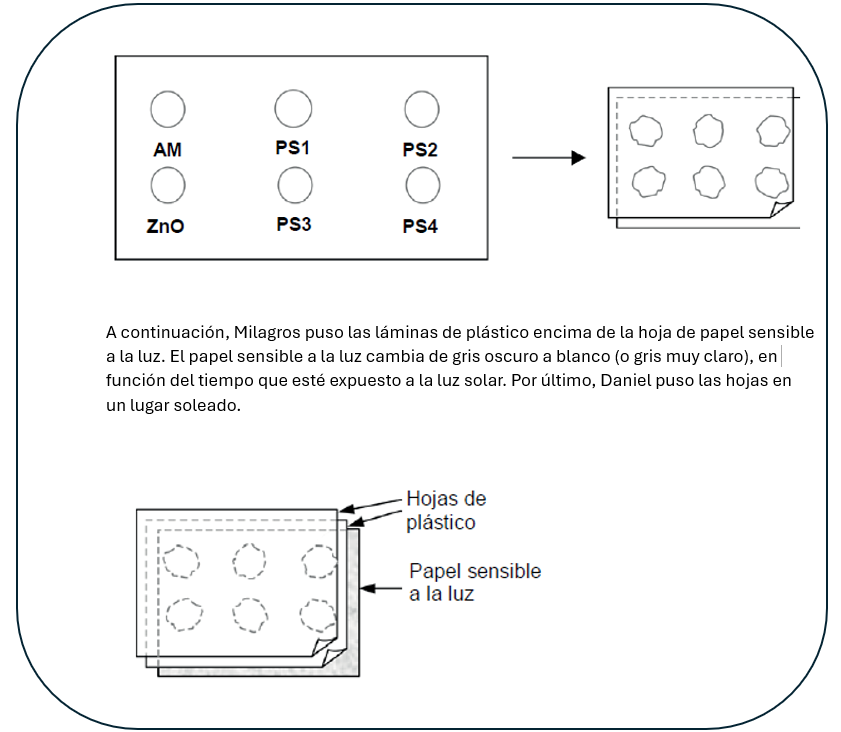 AM PS1 PS2
ZnO PS3 PS4
A continuación, Milagros puso las láminas de plástico encima de la hoja de papel sensible
a la luz. El papel sensible a la luz cambia de gris oscuro a blanco (o gris muy claro), en
función del tiempo que esté expuesto a la luz solar. Por último, Daniel puso las hojas en
un lugar soleado.
Hojas de
plástico
Papel sensible
a la luz